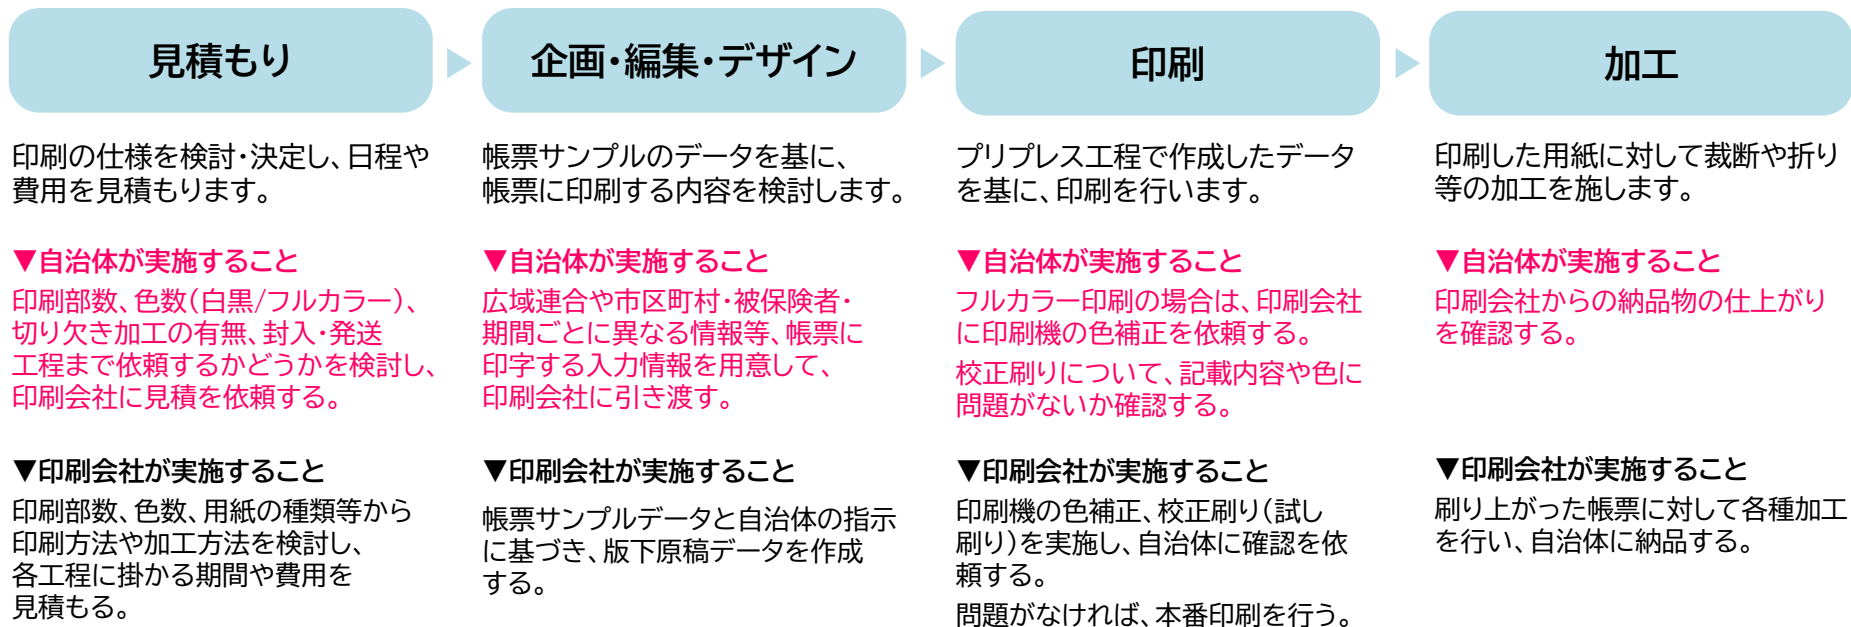 見積もり
印刷の仕様を検討・決定し、日程や
費用を見積もります。
▼自治体が実施すること
印刷部数、色数（白黒/フルカラー）、
切り欠き加工の有無、封入・発送
工程まで依頼するかどうかを検討し、
印刷会社に見積を依頼する。
▼印刷会社が実施すること
印刷部数、色数、用紙の種類等から
印刷方法や加工方法を検討し、
各工程に掛かる期間や費用を
見積もる。
企画・編集・デザイン
帳票サンプルのデータを基に、
帳票に印刷する内容を検討します。
▼自治体が実施すること
広域連合や市区町村・被保険者・
期間ごとに異なる情報等、帳票に
印字する入力情報を用意して、
印刷会社に引き渡す。
▼印刷会社が実施すること
帳票サンプルデータと自治体の指示
に基づき、版下原稿データを作成
する。
印刷
プリプレス工程で作成したデータ
を基に、印刷を行います。
▼自治体が実施すること
フルカラー印刷の場合は、印刷会社
に印刷機の色補正を依頼する。
校正刷りについて、記載内容や色に
問題がないか確認する。
▼印刷会社が実施すること
印刷機の色補正、校正刷り（試し
刷り）を実施し、自治体に確認を依
頼する。
問題がなければ、本番印刷を行う。
加工
印刷した用紙に対して裁断や折り
等の加工を施します。
▼自治体が実施すること
印刷会社からの納品物の仕上がり
を確認する。
▼印刷会社が実施すること
刷り上がった帳票に対して各種加工
を行い、自治体に納品する。